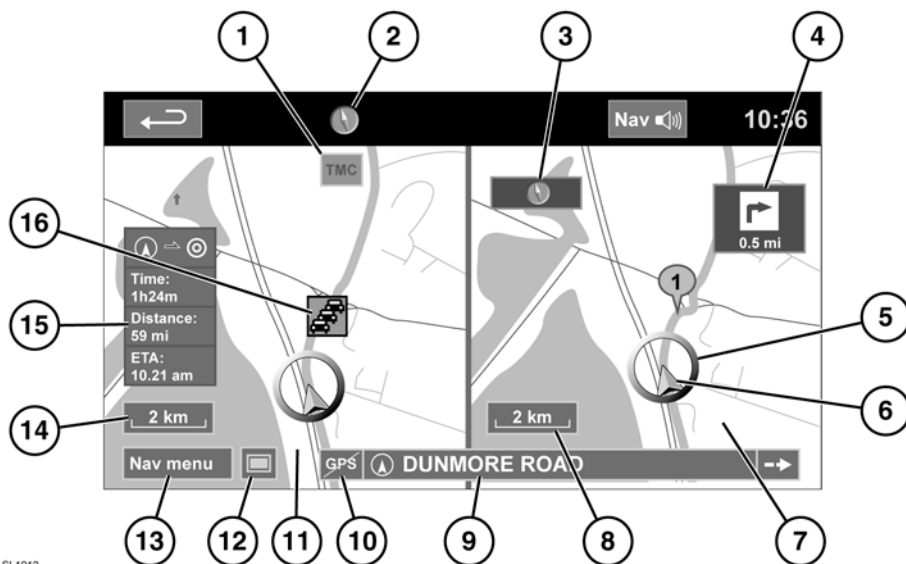 1
2
3
4
Nav
10:36
TMC
0.5 mi
16
Time:
1h24m
1
15
Distance:
59 mi
5
ETA:
10.21 am
6
14
2 km
2 km
Nav menu
GPS
DUNMORE ROAD
13
12
11
10
9
8
7